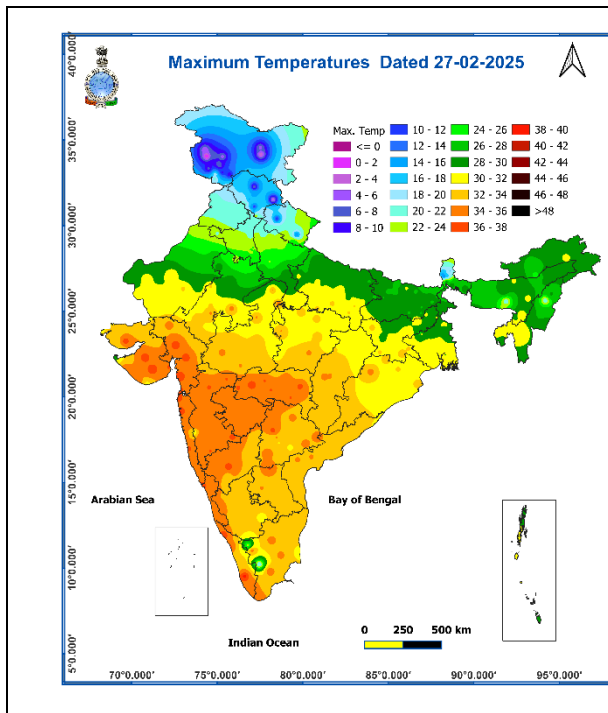 Maximum Temperatures Dated 27-02-2025
Max. Temp
<= 0
0 - 2
2 - 4
4 - 6
6 - 8
8 - 10
10 - 12
12 - 14
14 - 16
16 - 18
18 - 20
20 - 22
22 - 24
24 - 26
26 - 28
28 - 30
30 - 32
32 - 34
34 - 36
36 - 38
38 - 40
40 - 42
42 - 44
44 - 46
46 - 48
>48
40°0.000'
35°0.000'
30°0.000'
25°0.000'
20°0.000'
15°0.000'
10°0.000'
5°0.000'
Arabian Sea
Bay of Bengal
Indian Ocean
0 250 500 km
70°0.000' 75°0.000' 80°0.000' 85°0.000' 90°0.000' 95°0.000'